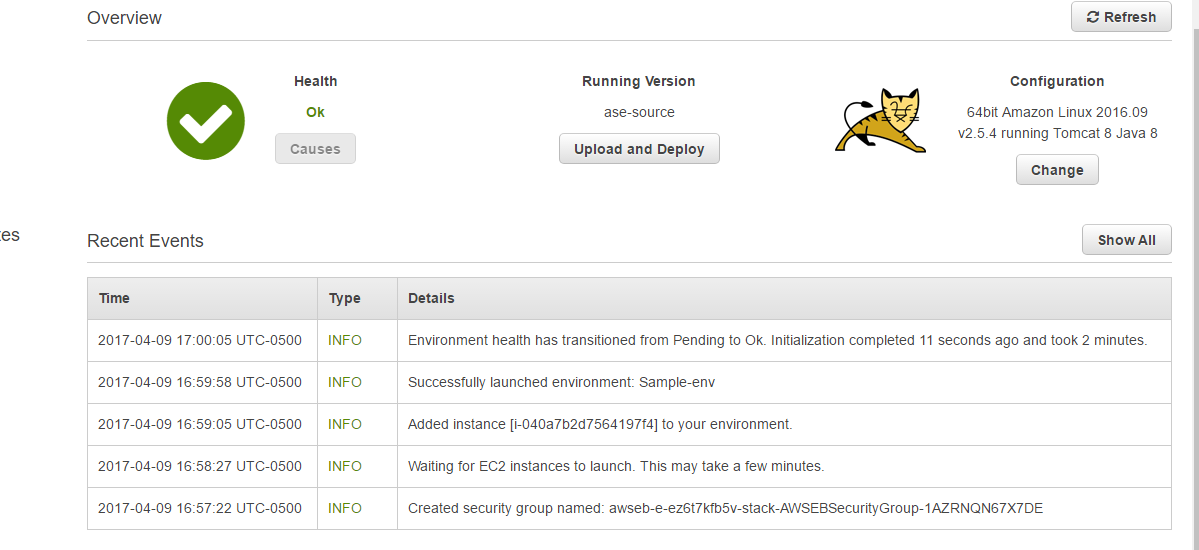 Overview
Refresh
Health
Ok
Causes
Running Version
ase-source
Upload and Deploy
Configuration
64bit Amazon Linux 2016.09
v2.5.4 running Tomcat 8 Java 8
Change
tes
Recent Events
Show All
Time Type Details
2017-04-09 17:00:05 UTC-0500 INFO Environment health has transitioned from Pending to Ok. Initialization completed 11 seconds ago and took 2 minutes.
2017-04-09 16:59:58 UTC-0500 INFO Successfully launched environment: Sample-env
2017-04-09 16:59:05 UTC-0500 INFO Added instance [i-040a7b2d7564197f4] to your environment.
2017-04-09 16:58:27 UTC-0500 INFO Waiting for EC2 instances to launch. This may take a few minutes.
2017-04-09 16:57:22 UTC-0500 INFO Created security group named: awseb-e-ez6t7kfb5v-stack-AWSEBSecurityGroup-1AZRNQN67X7DE